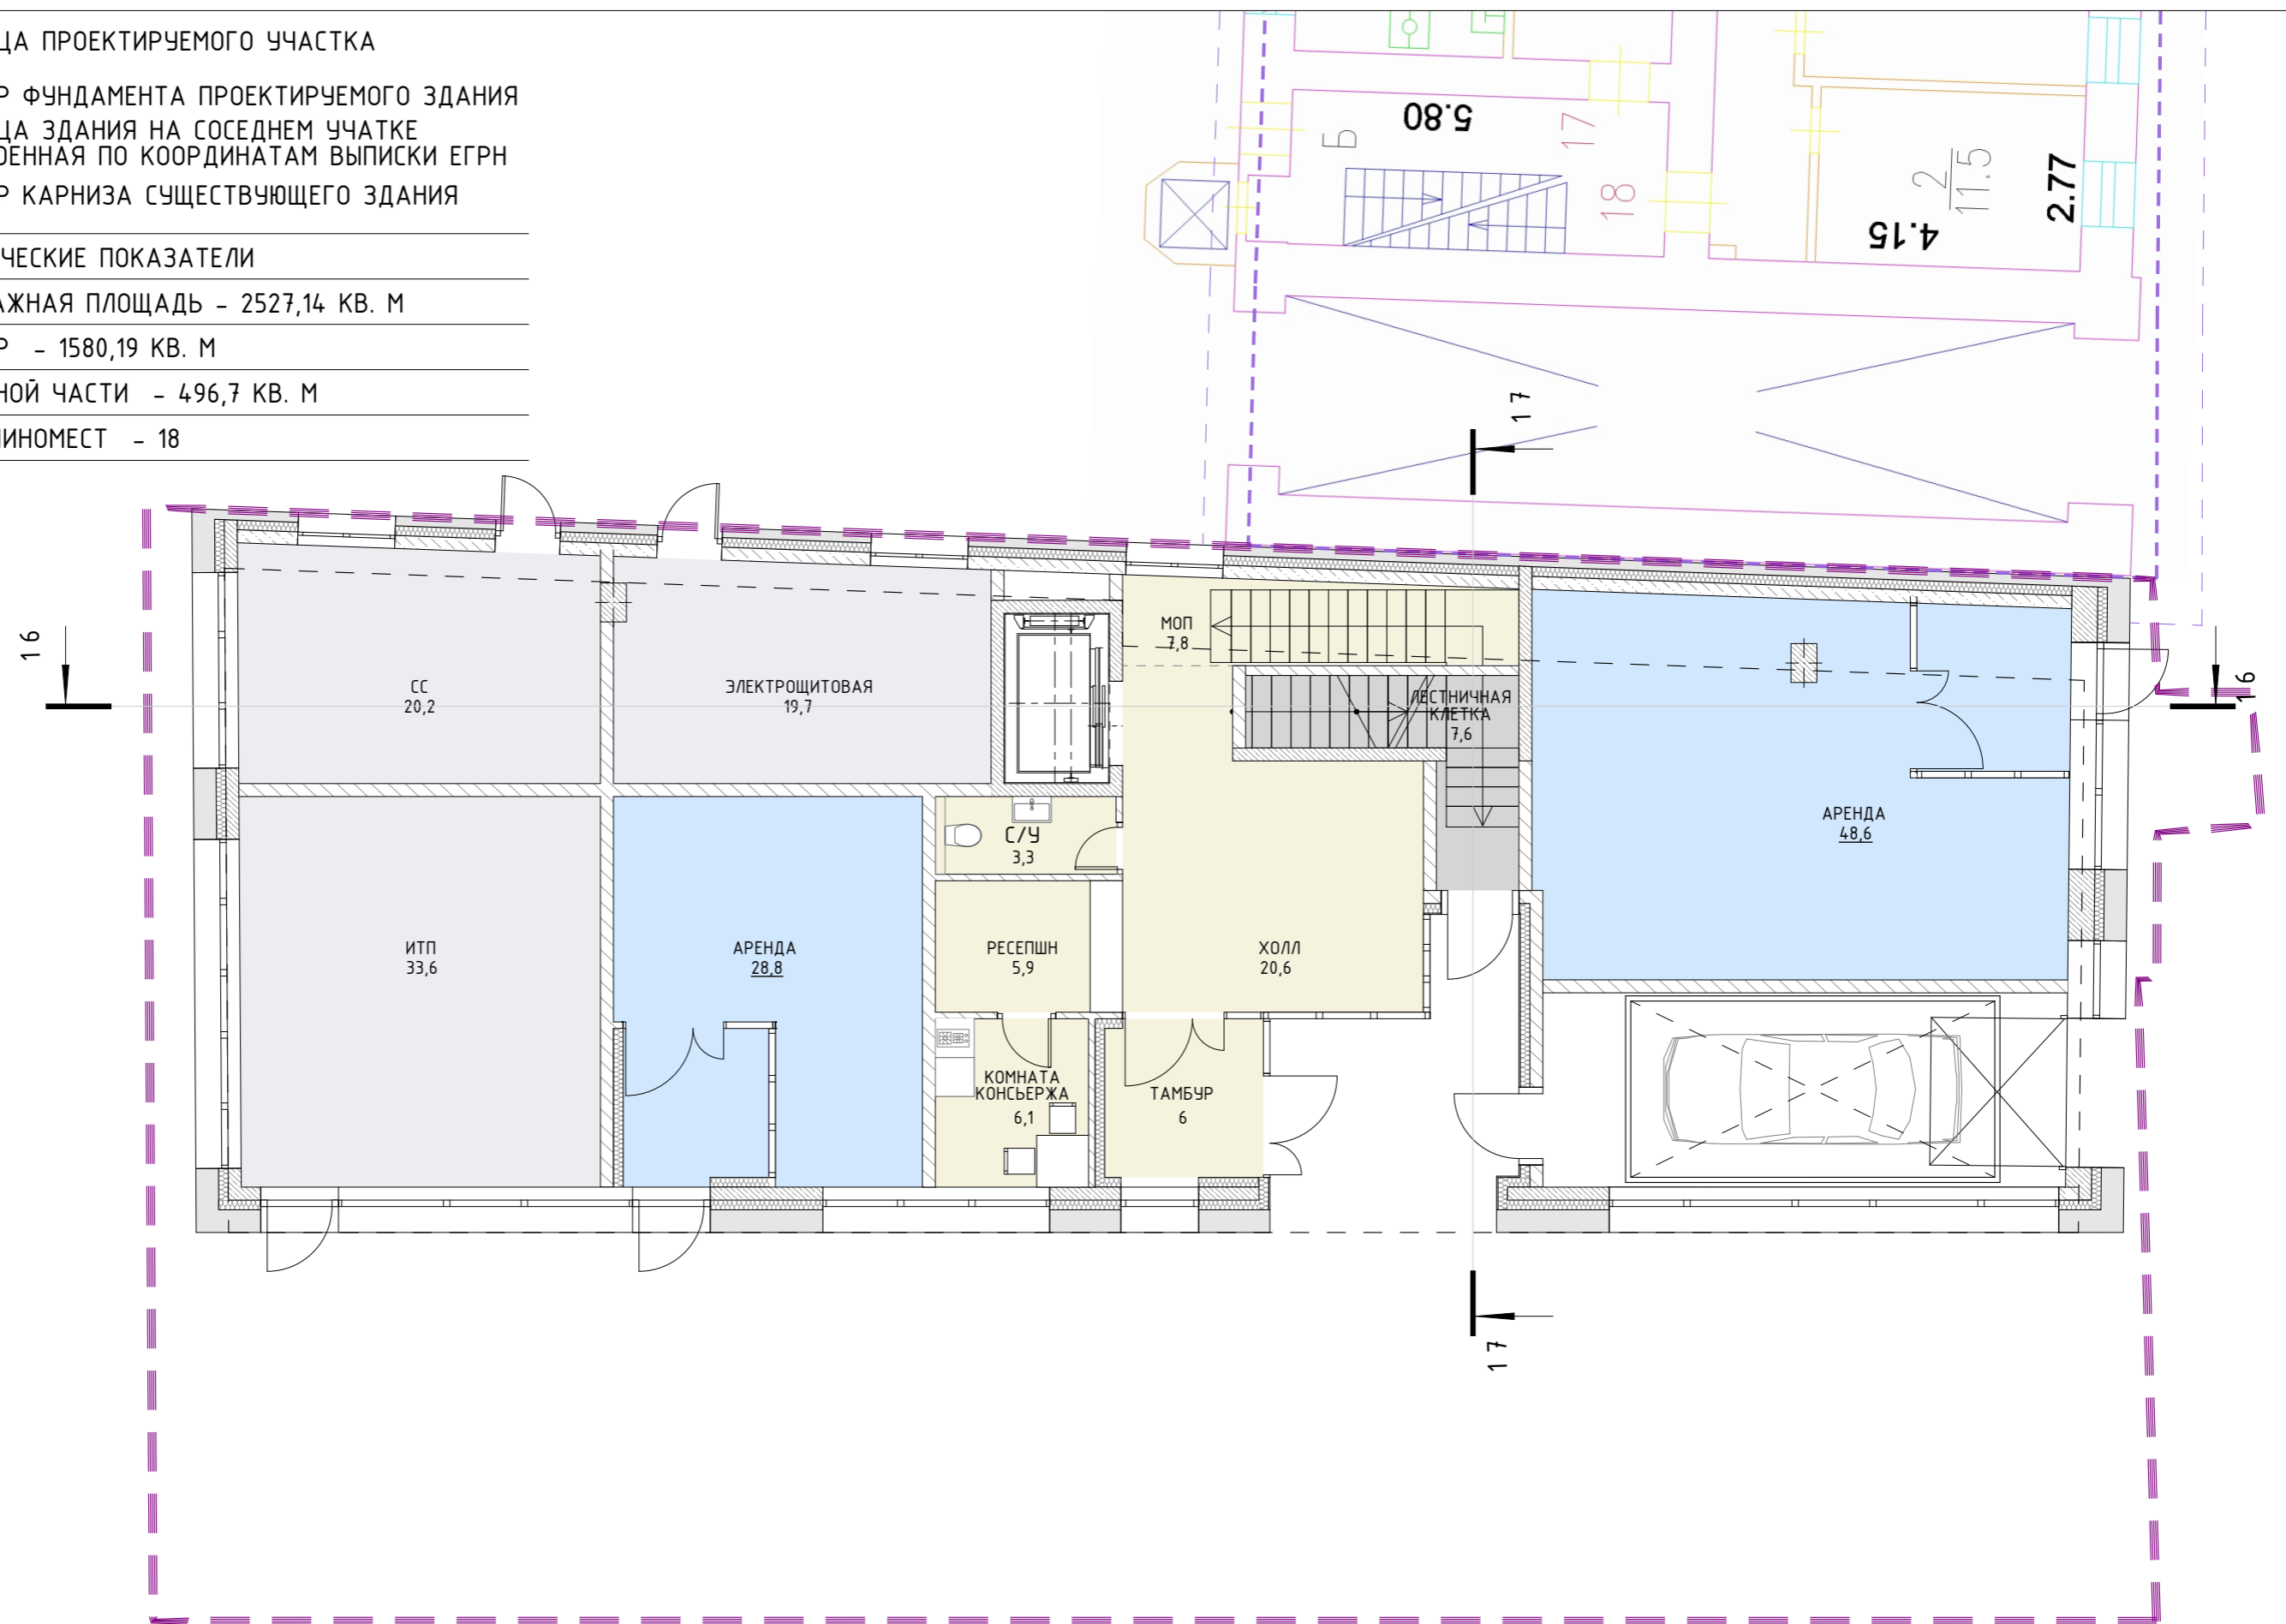 ЦА ПРОЕКТИРУЕМОГО УЧАСТКА
Р ФУНДАМЕНТА ПРОЕКТИРУЕМОГО ЗДАНИЯ
ЦА ЗДАНИЯ НА СОСЕДНЕМ УЧАТКЕ
ОЕННАЯ ПО КООРДИНАТАМ ВЫПИСКИ ЕГРН
Р КАРНИЗА СУЩЕСТВУЮЩЕГО ЗДАНИЯ
ЧЕСКИЕ ПОКАЗАТЕЛИ
АЖНАЯ ПЛОЩАДЬ - 2527,14 КВ. М
Р - 1580,19 КВ. М
НОЙ ЧАСТИ - 496,7 КВ. М
ИНОМЕСТ - 18
5.80
Б
17
18
2
11.5
2.77
4.15
17
16
МОП
7,8
СС
20,2
ЭЛЕКТРОЩИТОВАЯ
19,7
ЛЕСТНИЧНАЯ
КЛЕТКА
7,6
16
АРЕНДА
48,6
С/У
3,3
ИТП
33,6
АРЕНДА
28,8
РЕСЕПШН
5,9
ХОЛЛ
20,6
КОМНАТА
КОНСЬЕРЖА
6,1
ТАМБУР
6
17